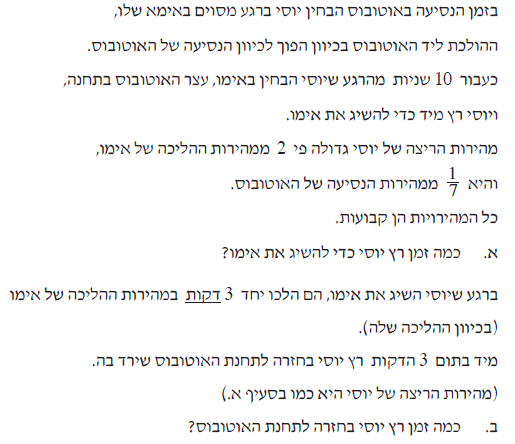 בזמן הנסיעה באוטובוס הבחין יוסי ברגע מסוים באימא שלו,
ההולכת ליד האוטובוס בכיוון הפוך לכיוון הנסיעה של האוטובוס.
כעבור 10 שניות מהרגע שיוסי הבחין באימו, עצר האוטובוס בתחנה,
ויוסי רץ מיד כדי להשיג את אימו.
מהירות הריצה של יוסי גדולה פי 2 ממהירות ההליכה של אימו,
והיא 1/7 ממהירות הנסיעה של האוטובוס.
כל המהירויות הן קבועות.
א. כמה זמן רץ יוסי כדי להשיג את אימו?
ברגע שיוסי השיג את אימו, הם הלכו יחד 3 דקות במהירות ההליכה של אימו
(בכיוון ההליכה שלה).
מיד בתום 3 הדקות רץ יוסי בחזרה לתחנת האוטובוס שירד בה.
(מהירות הריצה של יוסי היא כמו בסעיף א.)
ב. כמה זמן רץ יוסי בחזרה לתחנת האוטובוס?